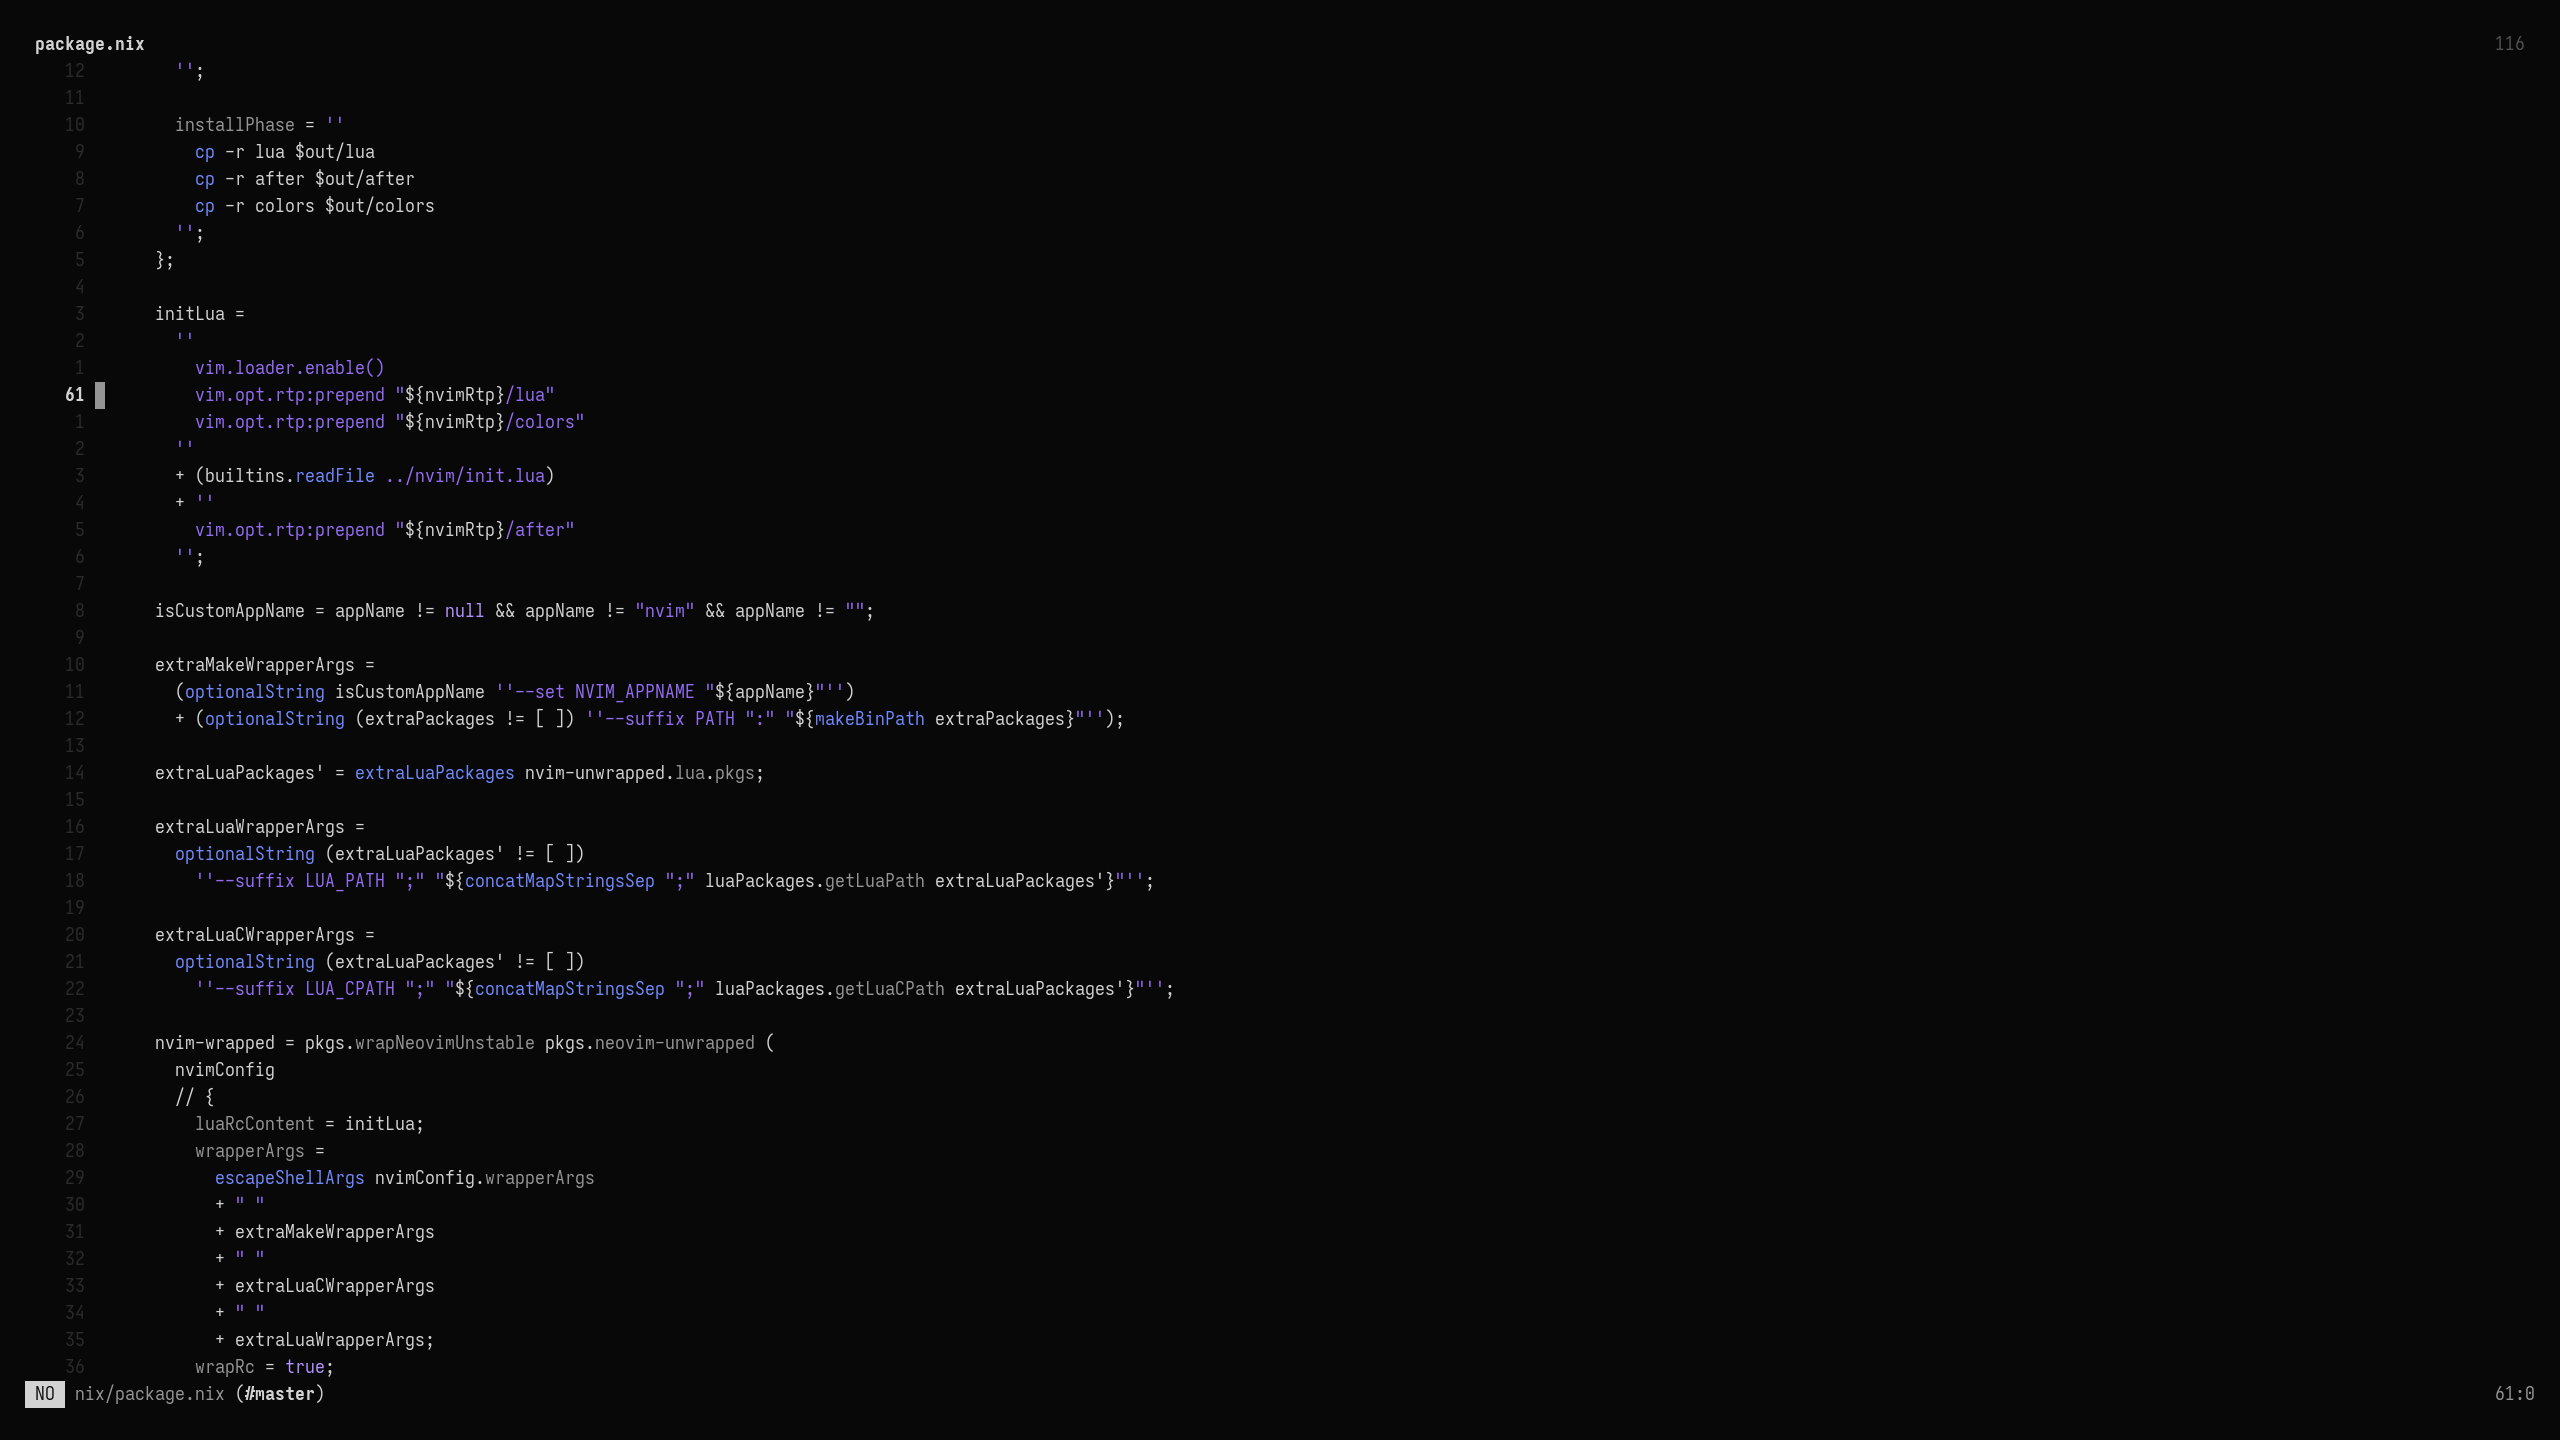 package.nix 116
12 '';
11
10 installPhase = ''
9 cp -r lua $out/lua
8 cp -r after $out/after
7 cp -r colors $out/colors
6 '';
5 };
4
3 initLua =
2 ''
1 vim.loader.enable()
61 vim.opt.rtp:prepend "${nvimRtp}/lua"
1 vim.opt.rtp:prepend "${nvimRtp}/colors"
2 ''
3 + (builtins.readFile ../nvim/init.lua)
4 + ''
5 vim.opt.rtp:prepend "${nvimRtp}/after"
6 '';
7
8 isCustomAppName = appName != null && appName != "nvim" && appName != "";
9
10 extraMakeWrapperArgs =
11 (optionalString isCustomAppName ''--set NVIM_APPNAME "${appName}"'')
12 + (optionalString (extraPackages != [ ]) ''--suffix PATH ":" "${makeBinPath extraPackages}"'');
13
14 extraLuaPackages' = extraLuaPackages nvim-unwrapped.lua.pkgs;
15
16 extraLuaWrapperArgs =
17 optionalString (extraLuaPackages' != [ ])
18 ''--suffix LUA_PATH ";" "${concatMapStringsSep ";" luaPackages.getLuaPath extraLuaPackages'}"'';
19
20 extraLuaCWrapperArgs =
21 optionalString (extraLuaPackages' != [ ])
22 ''--suffix LUA_CPATH ";" "${concatMapStringsSep ";" luaPackages.getLuaCPath extraLuaPackages'}"'';
23
24 nvim-wrapped = pkgs.wrapNeovimUnstable pkgs.neovim-unwrapped (
25 nvimConfig
26 // {
27 luaRcContent = initLua;
28 wrapperArgs =
29 escapeShellArgs nvimConfig.wrapperArgs
30 + " "
31 + extraMakeWrapperArgs
32 + " "
33 + extraLuaCWrapperArgs
34 + " "
35 + extraLuaWrapperArgs;
36 wrapRc = true;
NO nix/package.nix (#master) 61:0